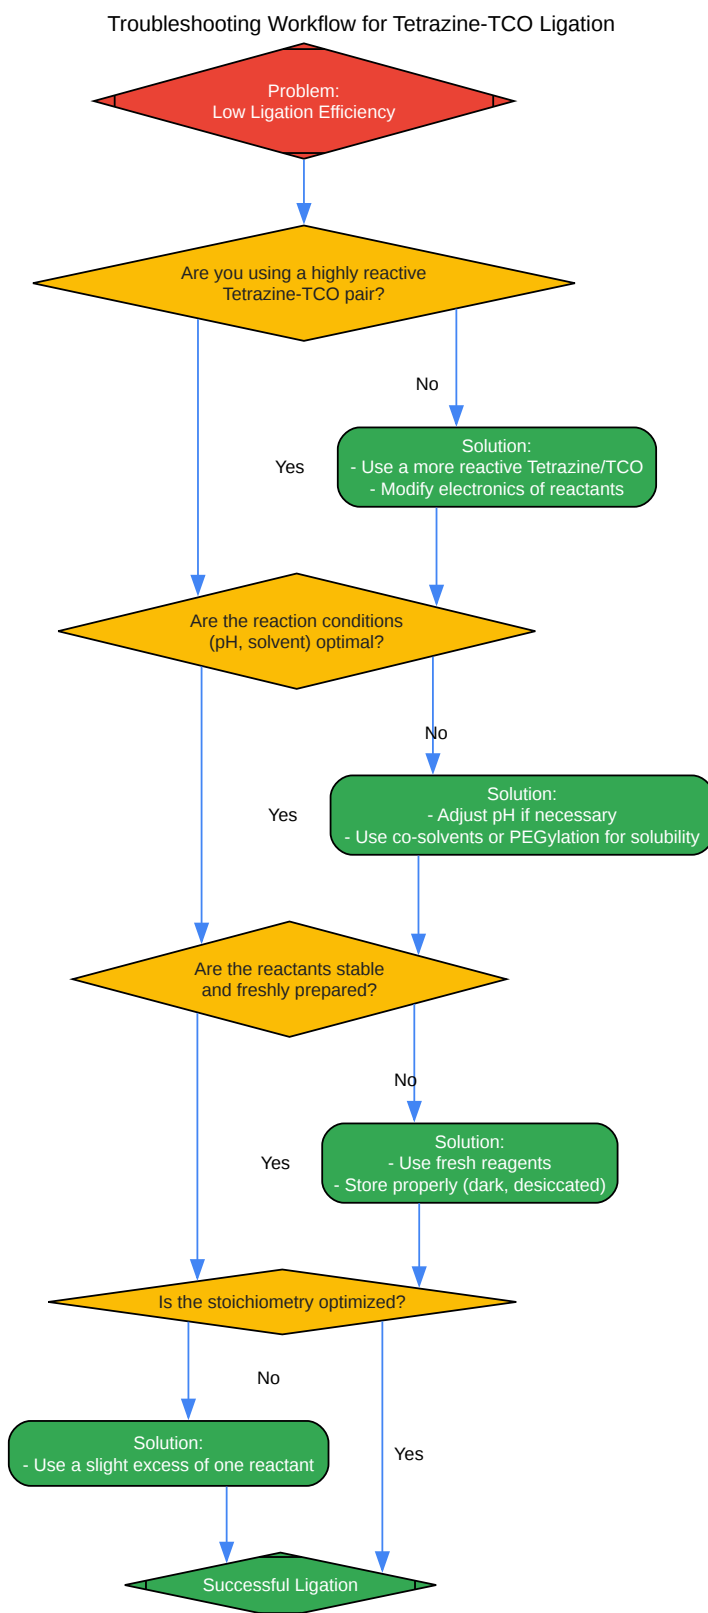 Troubleshooting Workflow for Tetrazine-TCO Ligation
Problem:
Low Ligation Efficiency
Are you using a highly reactive
Tetrazine-TCO pair?
No
Yes
Solution:
- Use a more reactive Tetrazine/TCO
- Modify electronics of reactants
Are the reaction conditions
(pH, solvent) optimal?
No
Yes
Solution:
- Adjust pH if necessary
- Use co-solvents or PEGylation for solubility
Are the reactants stable
and freshly prepared?
No
Yes
Solution:
- Use fresh reagents
- Store properly (dark, desiccated)
Is the stoichiometry optimized?
No
Yes
Solution:
- Use a slight excess of one reactant
Successful Ligation